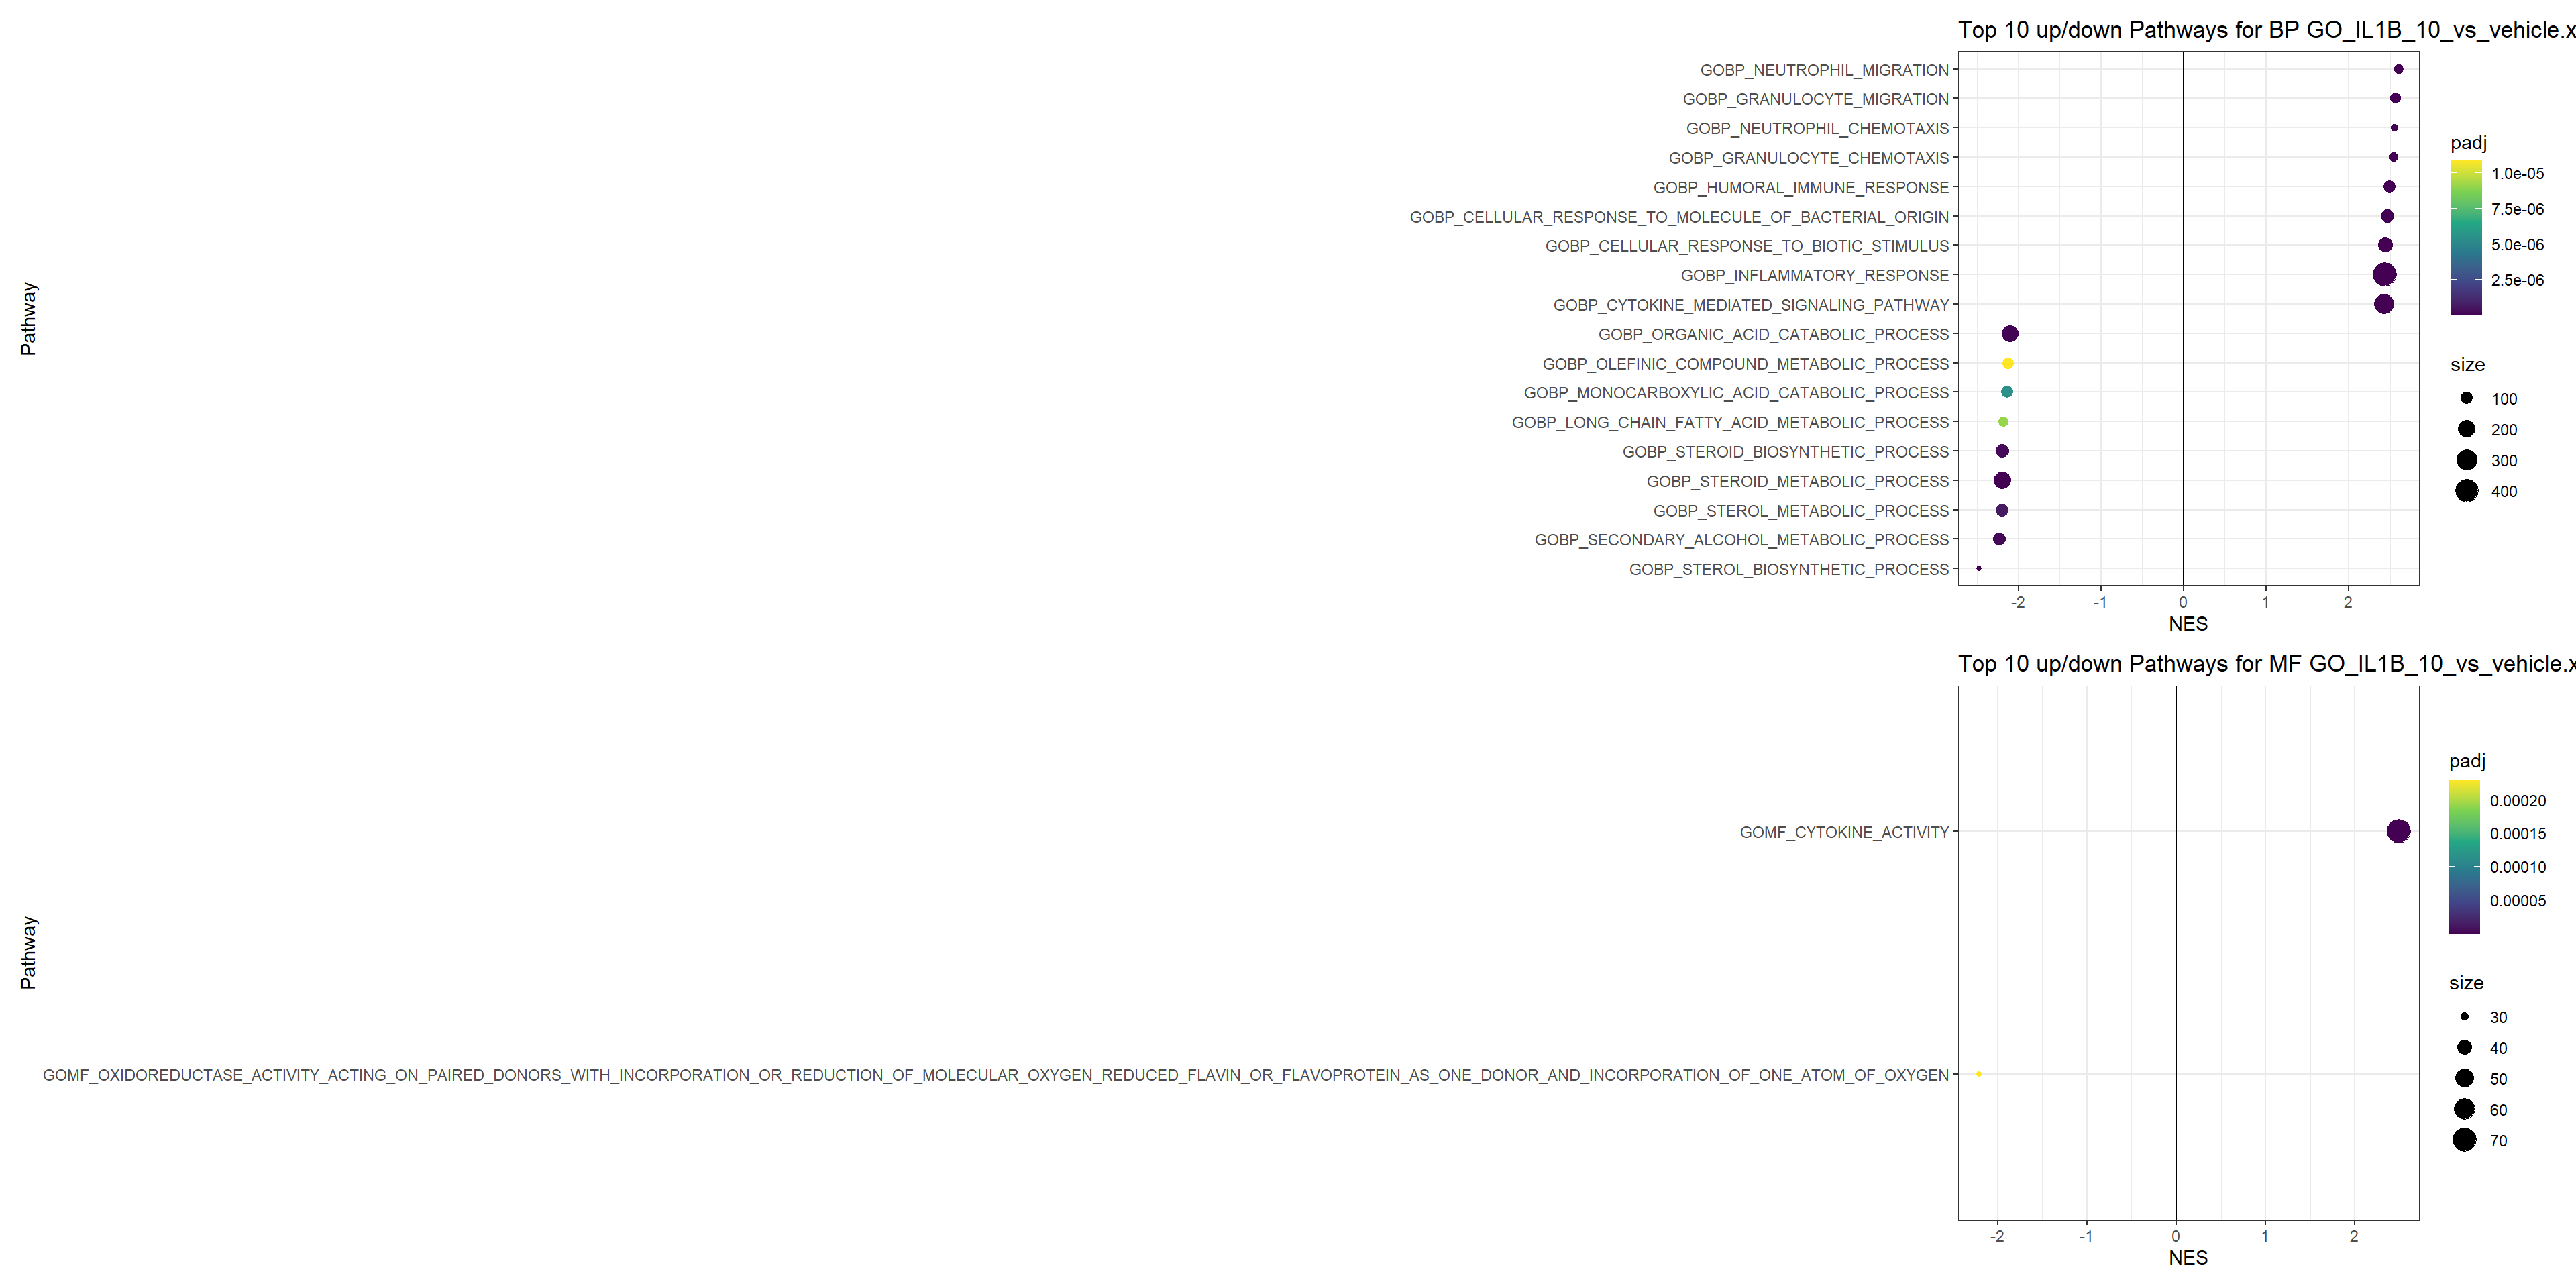 Top 10 up/down Pathways for BP GO_IL1B_10_vs_vehicle.x
Pathway
GOBP_NEUTROPHIL_MIGRATION
GOBP_GRANULOCYTE_MIGRATION
GOBP_NEUTROPHIL_CHEMOTAXIS
GOBP_GRANULOCYTE_CHEMOTAXIS
GOBP_HUMORAL_IMMUNE_RESPONSE
GOBP_CELLULAR_RESPONSE_TO_MOLECULE_OF_BACTERIAL_ORIGIN
GOBP_CELLULAR_RESPONSE_TO_BIOTIC_STIMULUS
GOBP_INFLAMMATORY_RESPONSE
GOBP_CYTOKINE_MEDIATED_SIGNALING_PATHWAY
GOBP_ORGANIC_ACID_CATABOLIC_PROCESS
GOBP_OLEFINIC_COMPOUND_METABOLIC_PROCESS
GOBP_MONOCARBOXYLIC_ACID_CATABOLIC_PROCESS
GOBP_LONG_CHAIN_FATTY_ACID_METABOLIC_PROCESS
GOBP_STEROID_BIOSYNTHETIC_PROCESS
GOBP_STEROID_METABOLIC_PROCESS
GOBP_STEROL_METABOLIC_PROCESS
GOBP_SECONDARY_ALCOHOL_METABOLIC_PROCESS
GOBP_STEROL_BIOSYNTHETIC_PROCESS
-2 -1 0 1 2
NES
padj
1.0e-05
7.5e-06
5.0e-06
2.5e-06
size
100
200
300
400
Top 10 up/down Pathways for MF GO_IL1B_10_vs_vehicle.x
Pathway
GOMF_CYTOKINE_ACTIVITY
GOMF_OXIDOREDUCTASE_ACTIVITY_ACTING_ON_PAIRED_DONORS_WITH_INCORPORATION_OR_REDUCTION_OF_MOLECULAR_OXYGEN_REDUCED_FLAVIN_OR_FLAVOPROTEIN_AS_ONE_DONOR_AND_INCORPORATION_OF_ONE_ATOM_OF_OXYGEN
-2 -1 0 1 2
NES
padj
0.00020
0.00015
0.00010
0.00005
size
30
40
50
60
70